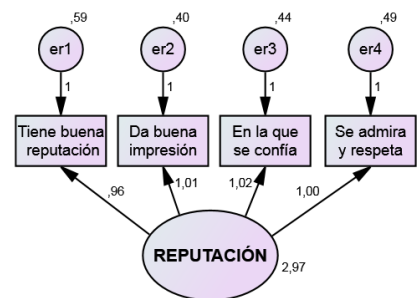 ,59
,40
,44
,49
er1
er2
er3
er4
1
1
1
1
Tiene buena
reputación
Da buena
impresión
En la que
se confía
Se admira
y respeta
,96
1,01
1,02
1,00
REPUTACIÓN
2,97